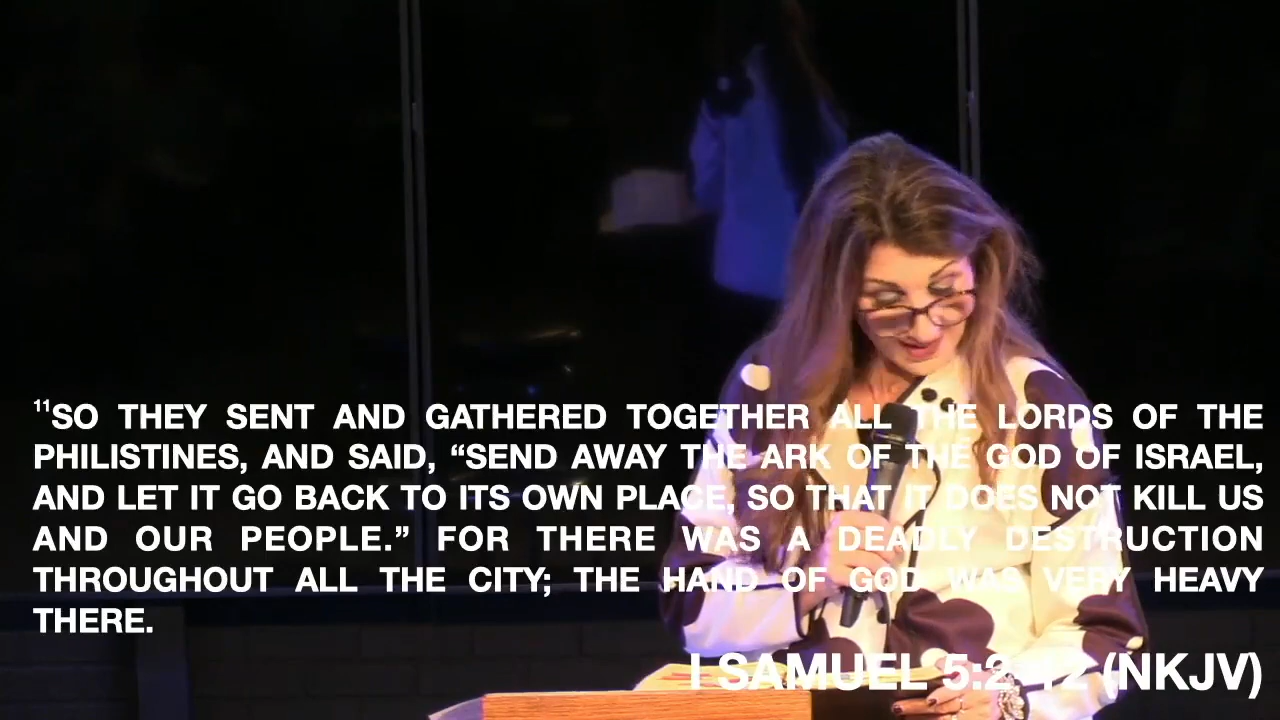 ¹¹SO THEY SENT AND GATHERED TOGETHER ALL THE LORDS OF THE
PHILISTINES, AND SAID, “SEND AWAY THE ARK OF THE GOD OF ISRAEL,
AND LET IT GO BACK TO ITS OWN PLACE, SO THAT IT DOES NOT KILL US
AND OUR PEOPLE.” FOR THERE WAS A DEADLY DESTRUCTION
THROUGHOUT ALL THE CITY; THE HAND OF GOD WAS VERY HEAVY
THERE.
I SAMUEL 5:2-12 (NKJV)